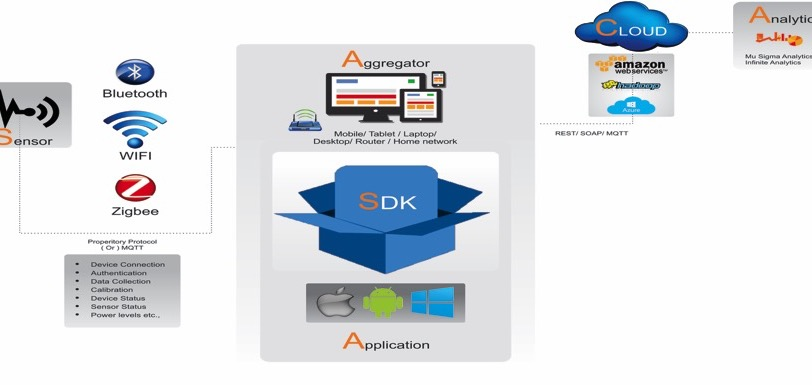 Sensor
Bluetooth
WIFI
Zigbee
Properitory Protocol
( Or ) MQTT
• Device Connection
• Authentication
• Data Collection
• Calibration
• Device Status
• Sensor Status
• Power levels etc.,
Aggregator
Mobile/ Tablet / Laptop/
Desktop/ Router / Home network
SDK
Application
REST/ SOAP/ MQTT
CLOUD
amazon
webservices™
hadoop
Azure
Analytic
Mu Sigma Analytics
Infinite Analytics